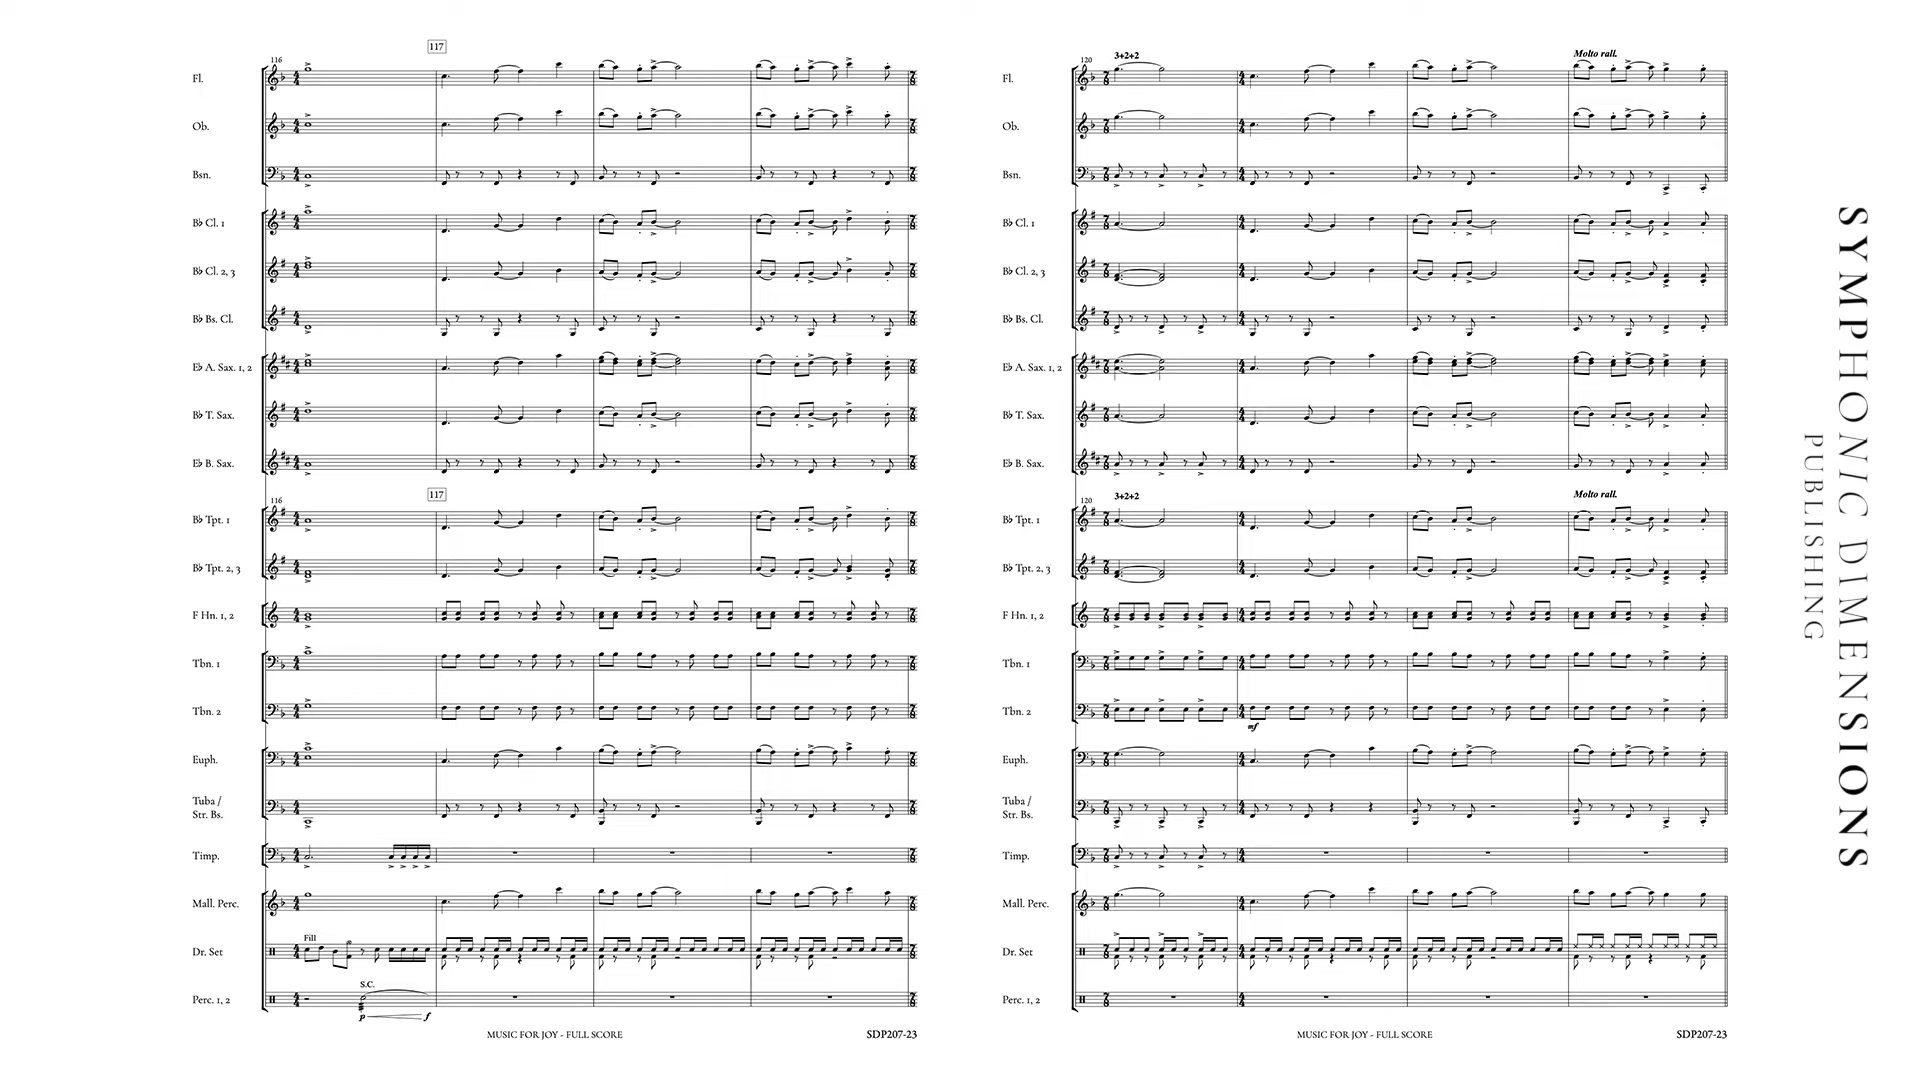 117
116
Fl.
Ob.
Bsn.
B♭ Cl. 1
B♭ Cl. 2, 3
B♭ Bs. Cl.
E♭ A. Sax. 1, 2
B♭ T. Sax.
E♭ B. Sax.
117
116
B♭ Tpt. 1
B♭ Tpt. 2, 3
F Hn. 1, 2
Tbn. 1
Tbn. 2
Euph.
Tuba /
Str. Bs.
Timp.
Mall. Perc.
Fill
Dr. Set
S.C.
Perc. 1, 2
p f
MUSIC FOR JOY - FULL SCORE
SDP207-23
120
3+2+2
Molto rall.
Fl.
Ob.
Bsn.
B♭ Cl. 1
B♭ Cl. 2, 3
B♭ Bs. Cl.
E♭ A. Sax. 1, 2
B♭ T. Sax.
E♭ B. Sax.
120
3+2+2
Molto rall.
B♭ Tpt. 1
B♭ Tpt. 2, 3
F Hn. 1, 2
Tbn. 1
Tbn. 2
mf
Euph.
Tuba /
Str. Bs.
Timp.
Mall. Perc.
Dr. Set
Perc. 1, 2
MUSIC FOR JOY - FULL SCORE
SDP207-23
SYMPHONIC DIMENSIONS
PUBLISHING